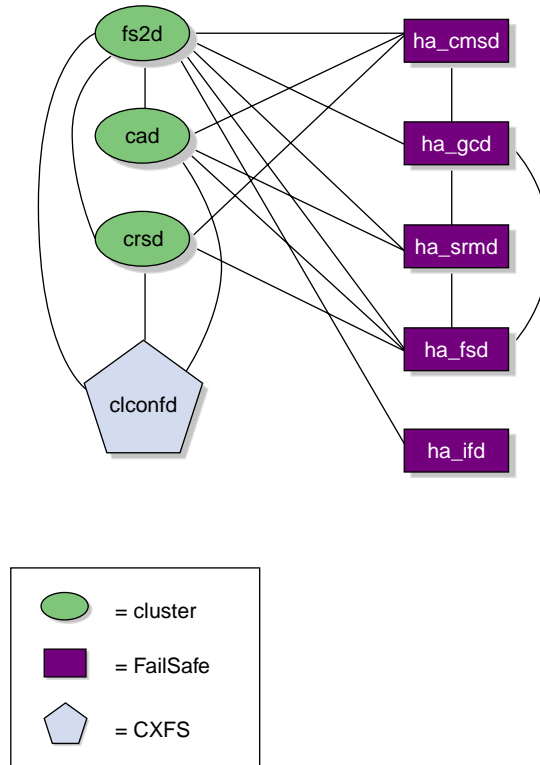 fs2d
ha_cmsd
cad
ha_gcd
crsd
ha_srmd
ha_fsd
clconfd
ha_ifd
= cluster
= FailSafe
= CXFS